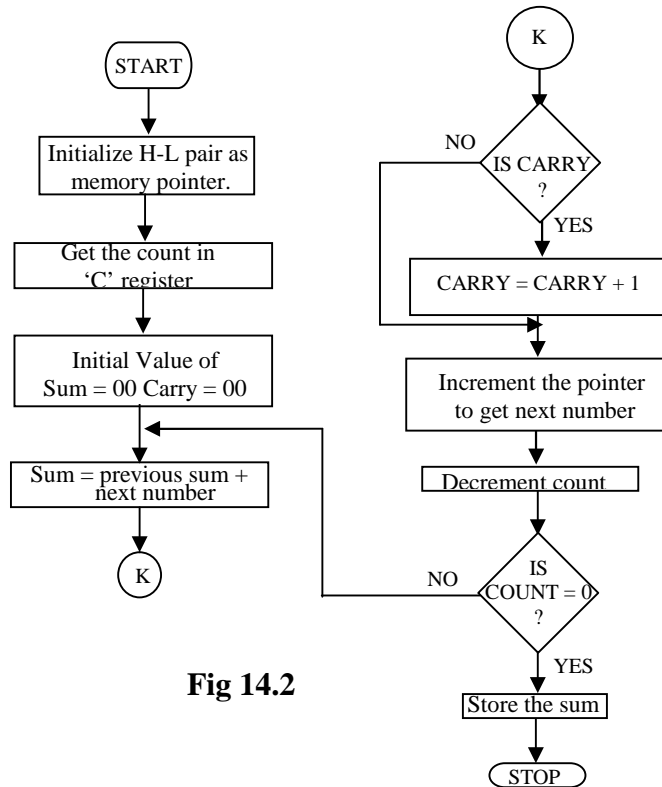 START
Initialize H-L pair as
memory pointer.
Get the count in
‘C’ register
Initial Value of
Sum = 00 Carry = 00
Sum = previous sum +
next number
K
K
NO
IS CARRY
?
YES
CARRY = CARRY + 1
Increment the pointer
to get next number
Decrement count
NO
IS
COUNT = 0
?
YES
Store the sum
STOP
Fig 14.2